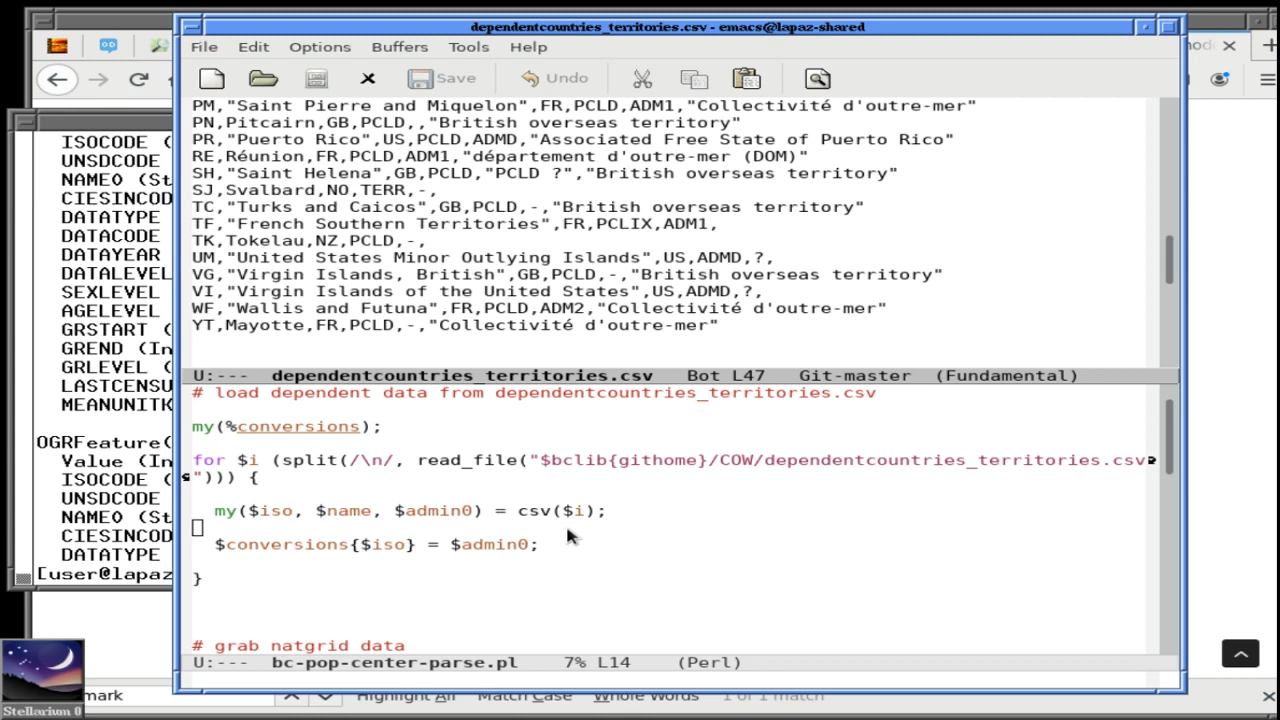 dependentcountries_territories.csv - emacs@lapaz-shared
File Edit Options Buffers Tools Help
Save Undo
PM,"Saint Pierre and Miquelon",FR,PCLD,ADM1,"Collectivité d'outre-mer"
PN,Pitcairn,GB,PCLD,,"British overseas territory"
PR,"Puerto Rico",US,PCLD,ADMD,"Associated Free State of Puerto Rico"
RE,Réunion,FR,PCLD,ADM1,"département d'outre-mer (DOM)"
SH,"Saint Helena",GB,PCLD,"PCLD ?","British overseas territory"
SJ,Svalbard,NO,TERR,-,
TC,"Turks and Caicos",GB,PCLD,-,"British overseas territory"
TF,"French Southern Territories",FR,PCLIX,ADM1,
TK,Tokelau,NZ,PCLD,-,
UM,"United States Minor Outlying Islands",US,ADMD,?,
VG,"Virgin Islands, British",GB,PCLD,-,"British overseas territory"
VI,"Virgin Islands of the United States",US,ADMD,?,
WF,"Wallis and Futuna",FR,PCLD,ADM2,"Collectivité d'outre-mer"
YT,Mayotte,FR,PCLD,-,"Collectivité d'outre-mer"
U:--- dependentcountries_territories.csv Bot L47 Git-master (Fundamental)
# load dependent data from dependentcountries_territories.csv
my(%conversions);
for $i (split(/\n/, read_file("$bclib{githome}/COW/dependentcountries_territories.csv
"))) {
my($iso, $name, $admin0) = csv($i);
$conversions{$iso} = $admin0;
}
# grab natgrid data
U:--- bc-pop-center-parse.pl 7% L14 (Perl)
ISOCODE (
UNSDCODE
NAME0 (St
CIESINCOD
DATATYPE
DATACODE
DATAYEAR
DATALEVEL
SEXLEVEL
AGELEVEL
GRSTART (
GREND (In
GRLEVEL (
LASTCENSU
MEANUNITK
OGRFeature(
Value (In
ISOCODE (
UNSDCODE
NAME0 (St
CIESINCOD
DATATYPE
[user@lapaz
mark Highlight All Match Case Whole Words 1 of 1 match
Stellarium 0